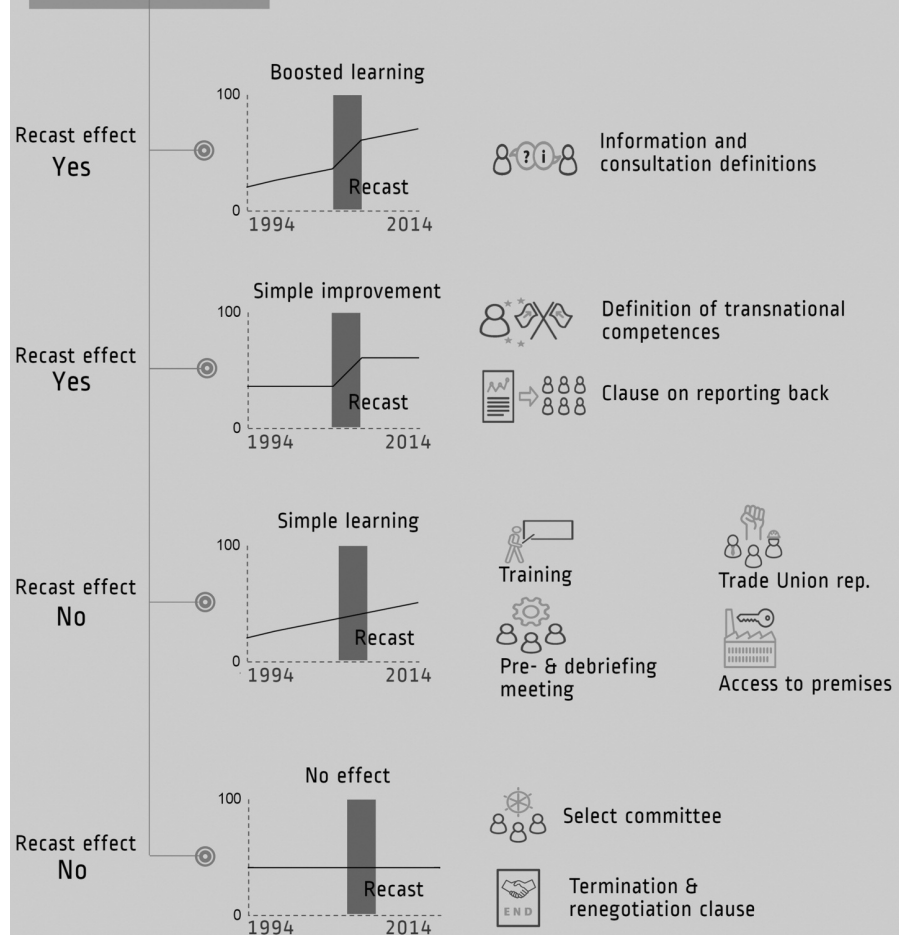 Boosted learning
100
Recast effect
Yes
Recast
0
1994
2014
Information and
consultation definitions
Simple improvement
100
Recast effect
Yes
Recast
0
1994
2014
Definition of transnational
competences
Clause on reporting back
Simple learning
100
Recast effect
No
Recast
0
1994
2014
Training
Trade Union rep.
Pre- & debriefing
meeting
Access to premises
No effect
100
Recast effect
No
Recast
0
1994
2014
Select committee
END
Termination &
renegotiation clause
? i